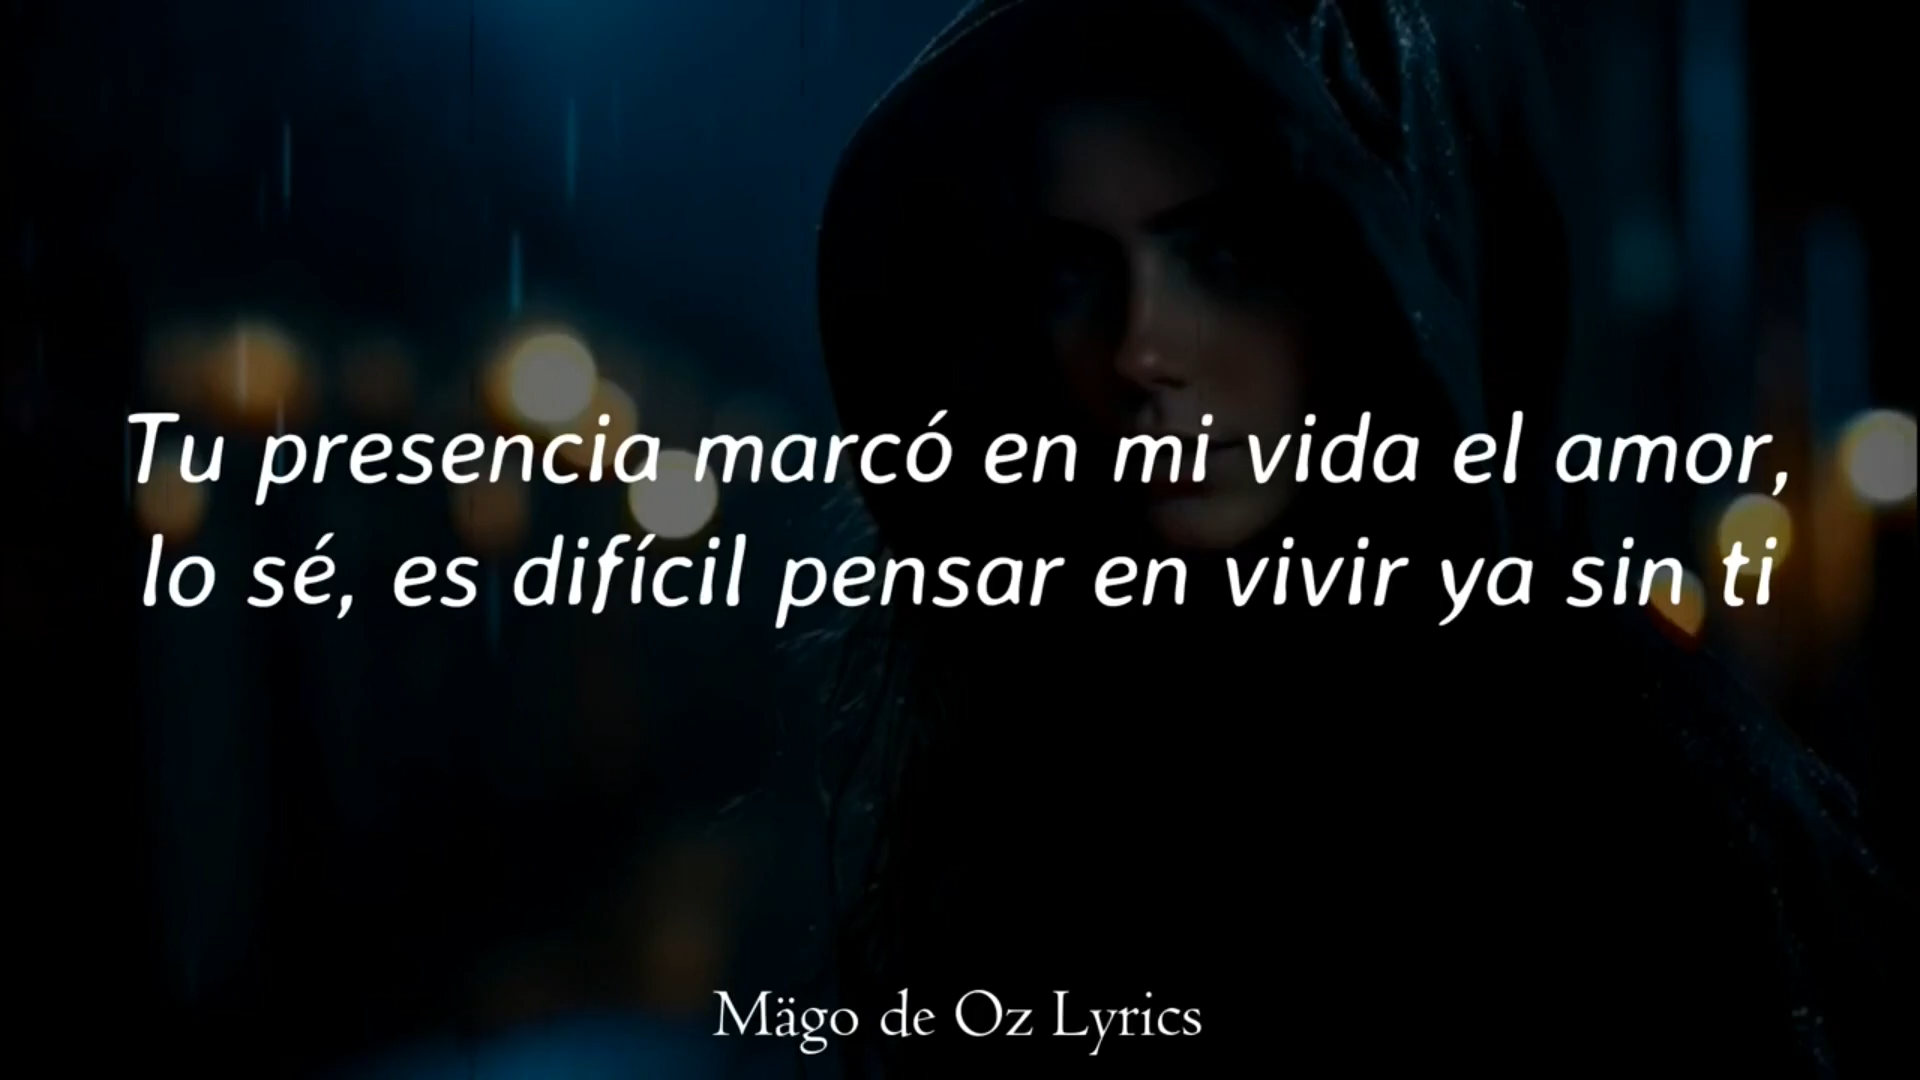 Tu presencia marcó en mi vida el amor,
lo sé, es difícil pensar en vivir ya sin ti
Mägo de Oz Lyrics